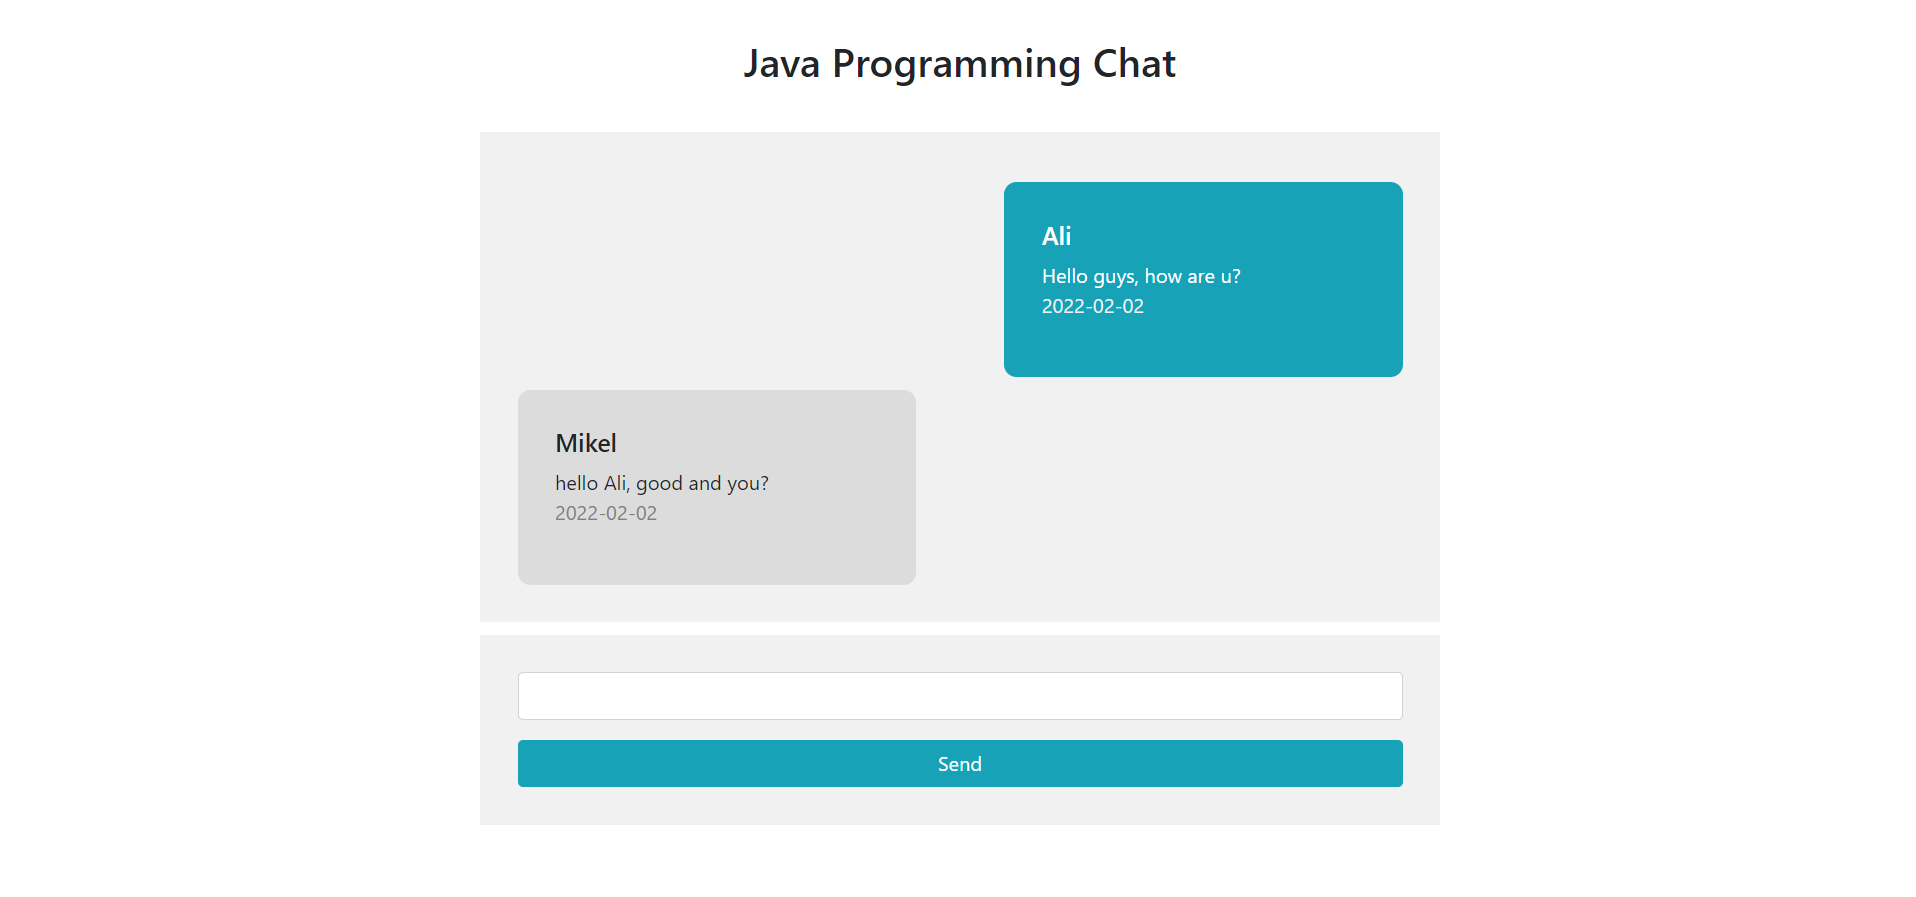 Java Programming Chat
Ali
Hello guys, how are u?
2022-02-02
Mikel
hello Ali, good and you?
2022-02-02
Send